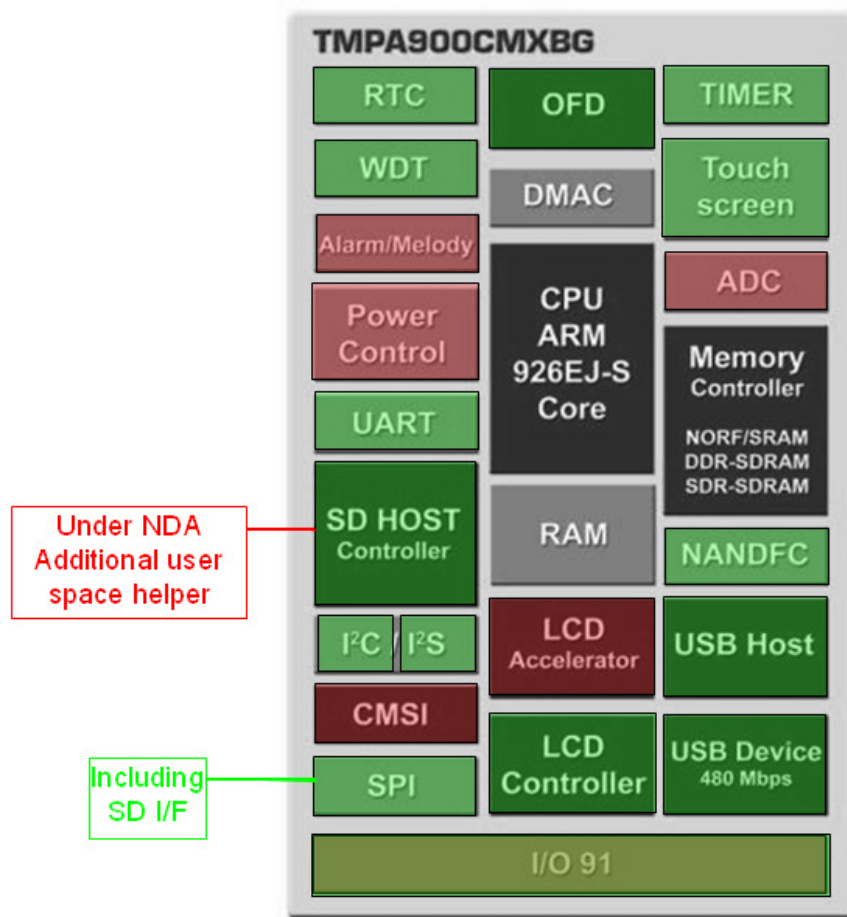 TMPA900CMXBG
RTC
OFD
TIMER
WDT
DMAC
Touch
screen
Alarm/Melody
CPU
ARM
926EJ-S
Core
ADC
Power
Control
Memory
Controller
NORF/SRAM
DDR-SDRAM
SDR-SDRAM
UART
Under NDA
Additional user
space helper
SD HOST
Controller
RAM
NANDFC
I²C / I²S
LCD
Accelerator
USB Host
CMSI
LCD
Controller
USB Device
480 Mbps
Including
SD I/F
SPI
I/O 91